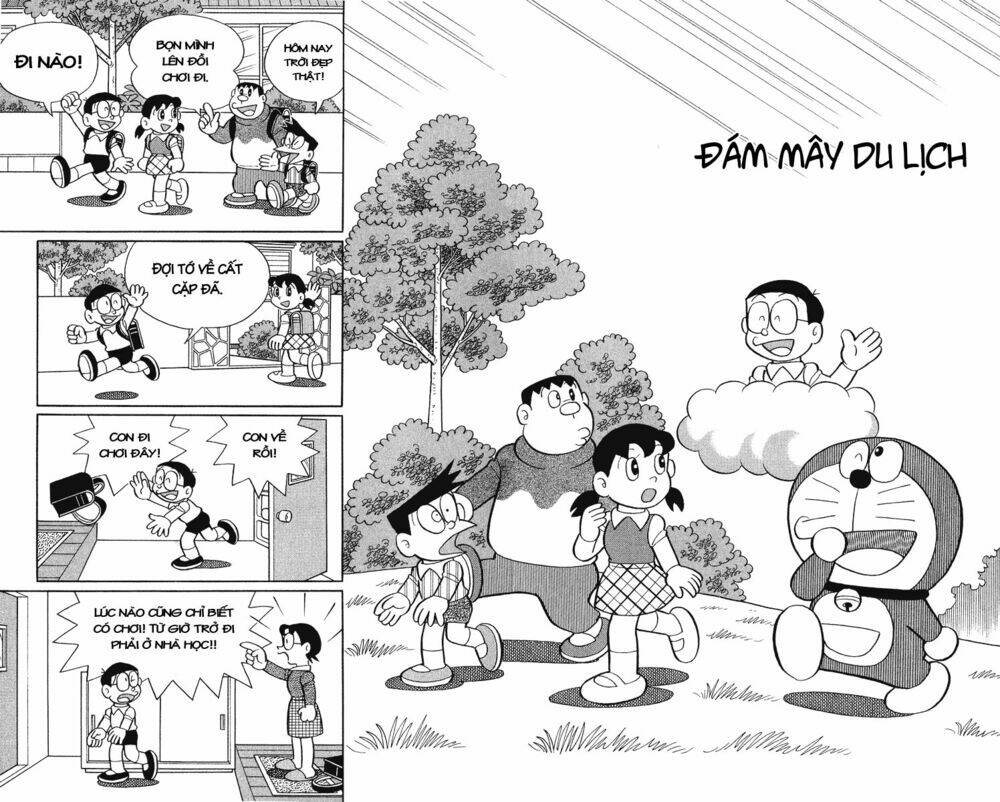 ĐÁM MÂY DU LỊCH
HÔM NAY
TRỜI ĐẸP
THẬT!
BỌN MÌNH
LÊN ĐỒI
CHƠI ĐI.
ĐI NÀO!
ĐỢI TỚ VỀ CẤT
CẶP ĐÃ.
CON VỀ
RỒI!
CON ĐI
CHƠI ĐÂY!
LÚC NÀO CŨNG CHỈ BIẾT
CÓ CHƠI! TỪ GIỜ TRỞ ĐI
PHẢI Ở NHÀ HỌC!!